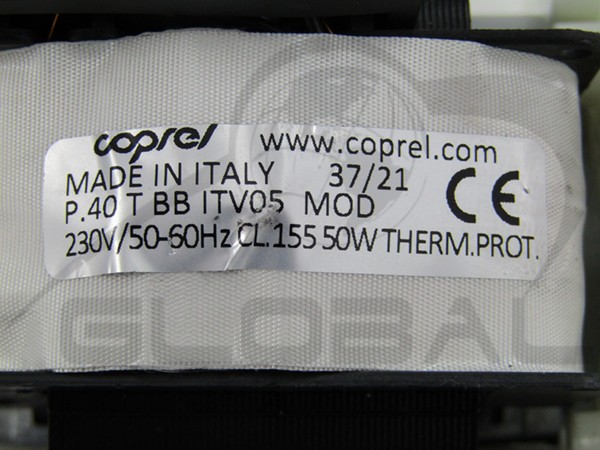 coprel www.coprel.com
MADE IN ITALY 37/21
P.40 T BB ITV05 MOD
CE
230V/50-60Hz CL.155 50W THERM.PROT.
GLOBAL